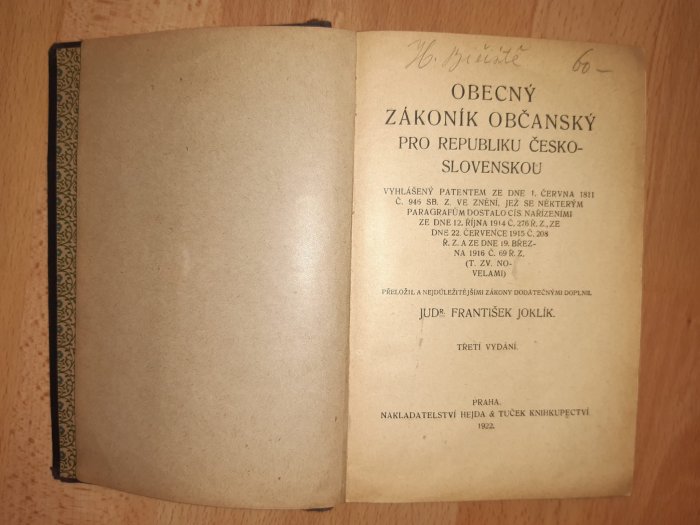 H. Bříště 60—
OBECNÝ
ZÁKONÍK OBČANSKÝ
PRO REPUBLIKU ČESKO-
SLOVENSKOU
VYHLÁŠENÝ PATENTEM ZE DNE 1. ČERVNA 1811
Č. 946 SB. Z. VE ZNĚNÍ, JEŽ SE NĚKTERÝM
PARAGRAFŮM DOSTALO CÍS. NAŘÍZENÍMI
ZE DNE 12. ŘÍJNA 1914 Č. 276 Ř. Z., ZE
DNE 22. ČERVENCE 1915 Č. 208
Ř. Z. A ZE DNE 19. BŘEZ-
NA 1916 Č. 69 Ř. Z.
(T. ZV. NO-
VELAMI)
PŘELOŽIL A NEJDŮLEŽITĚJŠÍMI ZÁKONY DODATEČNÝMI DOPLNIL
JUDR. FRANTIŠEK JOKLÍK.
TŘETÍ VYDÁNÍ.
PRAHA.
NAKLADATELSTVÍ HEJDA & TUČEK KNIHKUPECTVÍ
1922.